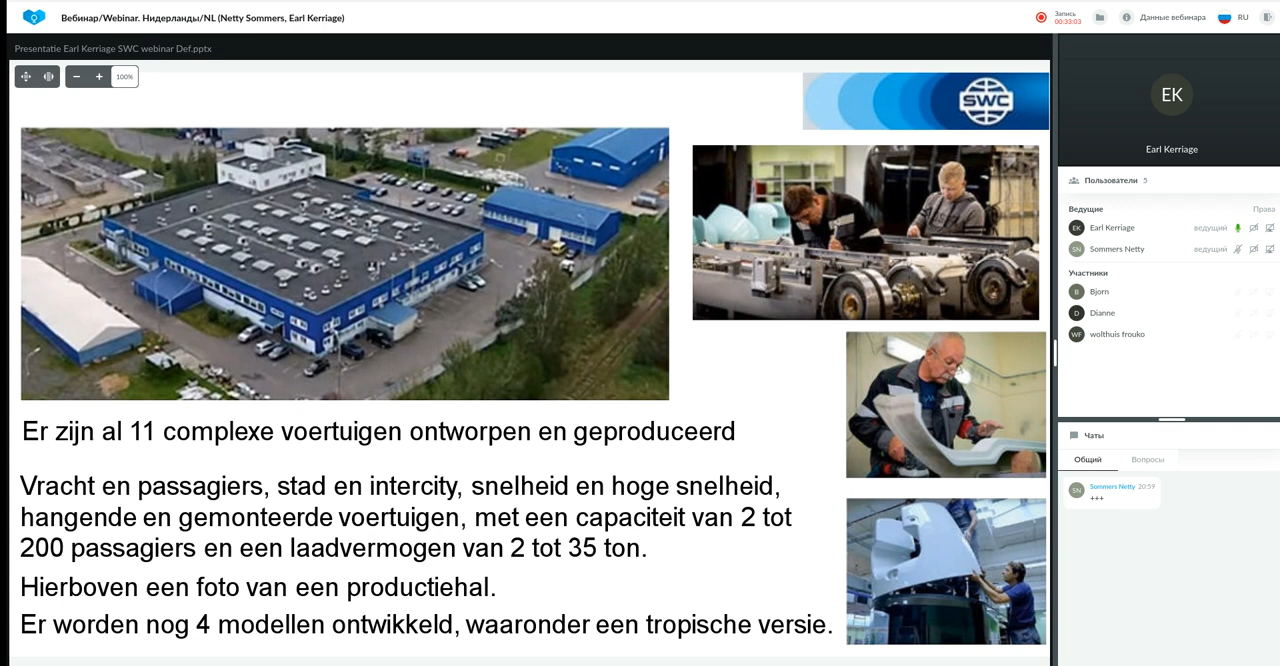 Вебинар/Webinar. Нидерланды/NL (Netty Sommers, Earl Kerriage)
Запись
00:33:03
Данные вебинара
RU
Presentatie Earl Kerriage SWC webinar Def.pptx
100%
SWC
EK
Earl Kerriage
Er zijn al 11 complexe voertuigen ontworpen en geproduceerd
Vracht en passagiers, stad en intercity, snelheid en hoge snelheid,
hangende en gemonteerde voertuigen, met een capaciteit van 2 tot
200 passagiers en een laadvermogen van 2 tot 35 ton.
Hierboven een foto van een productiehal.
Er worden nog 4 modellen ontwikkeld, waaronder een tropische versie.
Пользователи 5
Ведущие Права
EK Earl Kerriage ведущий
SN Sommers Netty ведущий
Участники
B Bjorn
D Dianne
WF wolthuis frouko
Чаты
Общий Вопросы
SN Sommers Netty 20:59
+++